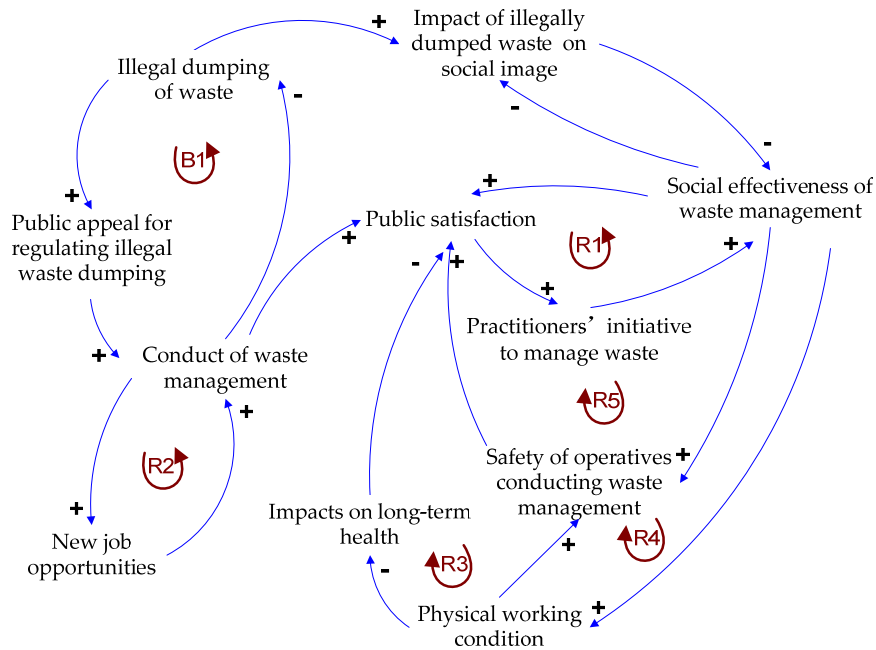 Impact of illegally
dumped waste on
social image
+
Illegal dumping
of waste
-
-
-
B1
+
+
Social effectiveness of
waste management
Public appeal for
regulating illegal
waste dumping
Public satisfaction
+
-
+
R1
+
+
Practitioners’ initiative
to manage waste
+
Conduct of waste
management
+
R5
R2
Safety of operatives
conducting waste
management
+
+
Impacts on long-term
health
New job
opportunities
-
R3
+
R4
+
Physical working
condition